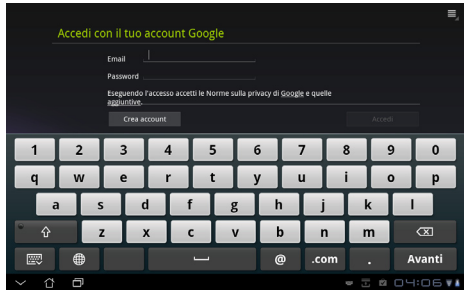 Accedi con il tuo account Google
Email
Password
Eseguendo l'accesso accetti le Norme sulla privacy di Google e quelle
aggiuntive.
Crea account
Accedi
1 2 3 4 5 6 7 8 9 0
q w e r t y u i o p
a s d f g h j k l
z x c v b n m
@ .com . Avanti
04:06